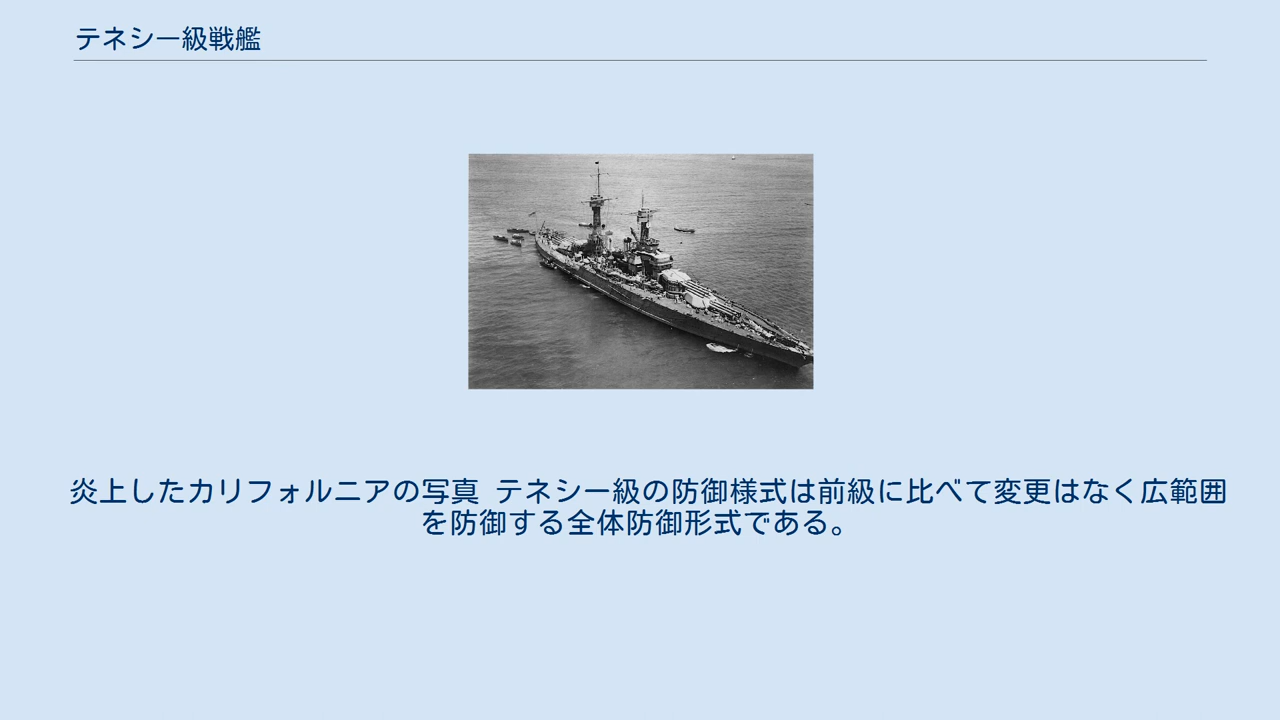 テネシー級戦艦
炎上したカリフォルニアの写真 テネシー級の防御様式は前級に比べて変更はなく広範囲
を防御する全体防御形式である。